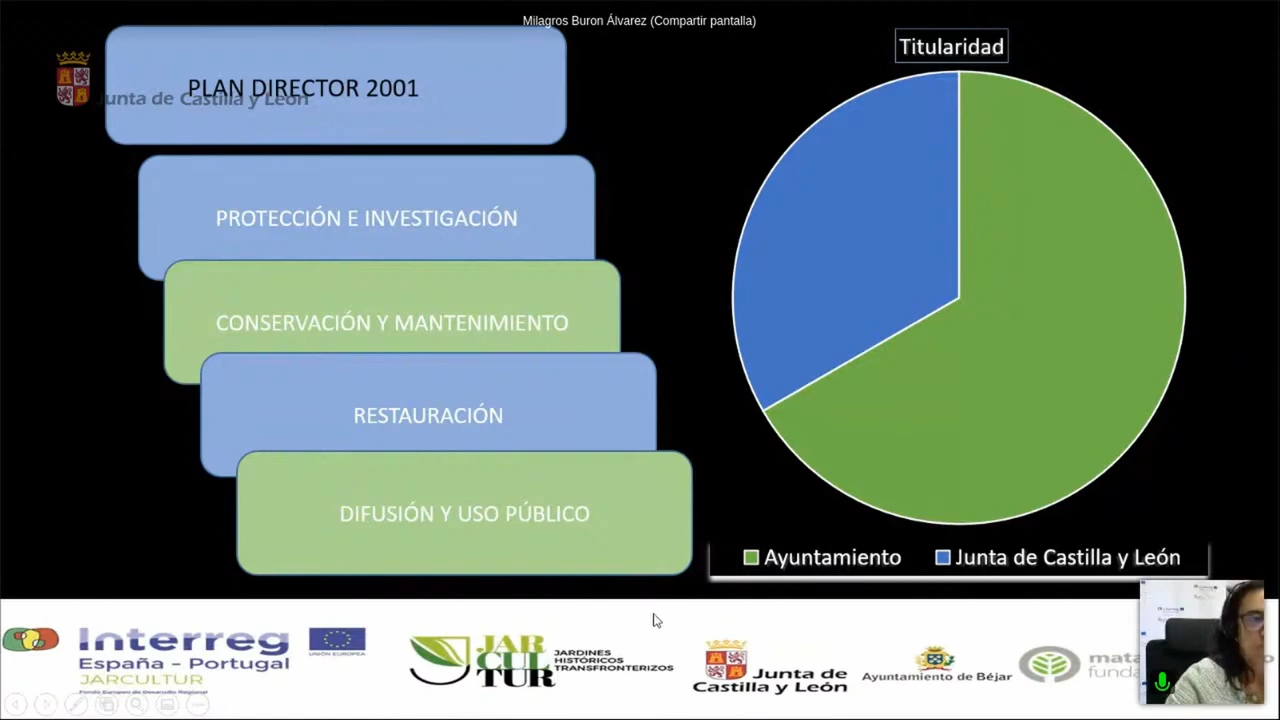 Milagros Buron Álvarez (Compartir pantalla)
PLAN DIRECTOR 2001
Junta de Castilla y León
PROTECCIÓN E INVESTIGACIÓN
CONSERVACIÓN Y MANTENIMIENTO
RESTAURACIÓN
DIFUSIÓN Y USO PÚBLICO
Titularidad
Ayuntamiento
Junta de Castilla y León
Interreg
España - Portugal
JARCULTUR
Fondo Europeo de Desarrollo Regional
UNIÓN EUROPEA
JAR
CUL
TUR
JARDINES
HISTÓRICOS
TRANSFRONTERIZOS
Junta de
Castilla y León
Ayuntamiento de Béjar